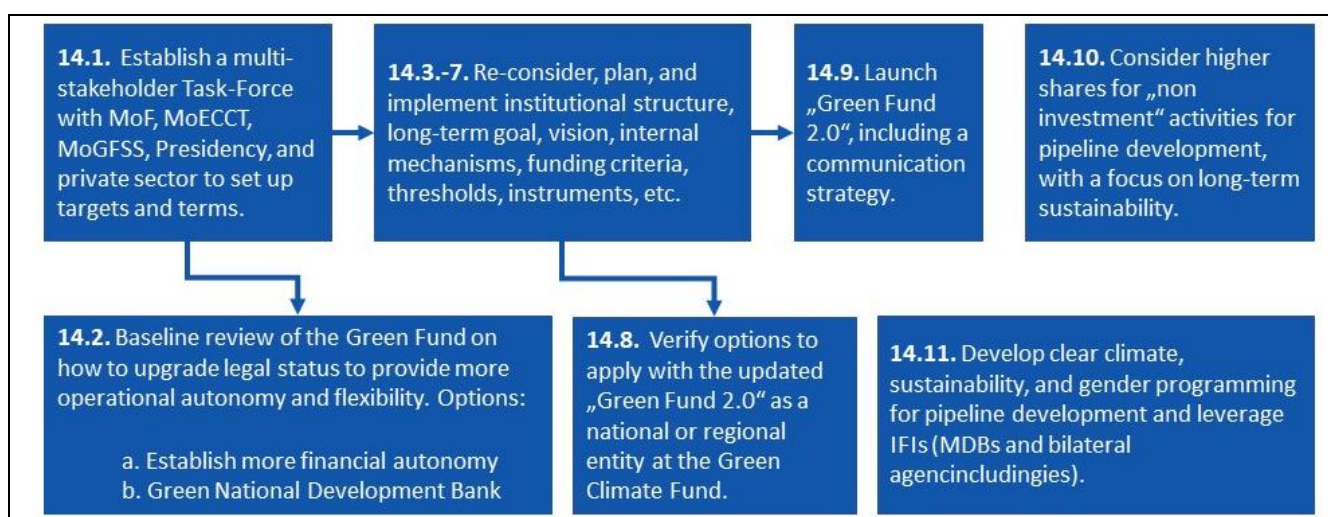 14.1. Establish a multi-
stakeholder Task-Force
with MoF, MoECCT,
MoGFSS, Presidency, and
private sector to set up
targets and terms.
14.3.-7. Re-consider, plan, and
implement institutional structure,
long-term goal, vision, internal
mechanisms, funding criteria,
thresholds, instruments, etc.
14.9. Launch
„Green Fund
2.0“, including a
communication
strategy.
14.10. Consider higher
shares for „non
investment“ activities for
pipeline development,
with a focus on long-term
sustainability.
14.2. Baseline review of the Green Fund on
how to upgrade legal status to provide more
operational autonomy and flexibility. Options:
a. Establish more financial autonomy
b. Green National Development Bank
14.8. Verify options to
apply with the updated
„Green Fund 2.0“ as a
national or regional
entity at the Green
Climate Fund.
14.11. Develop clear climate,
sustainability, and gender programming
for pipeline development and leverage
IFIs (MDBs and bilateral
agencincludingies).